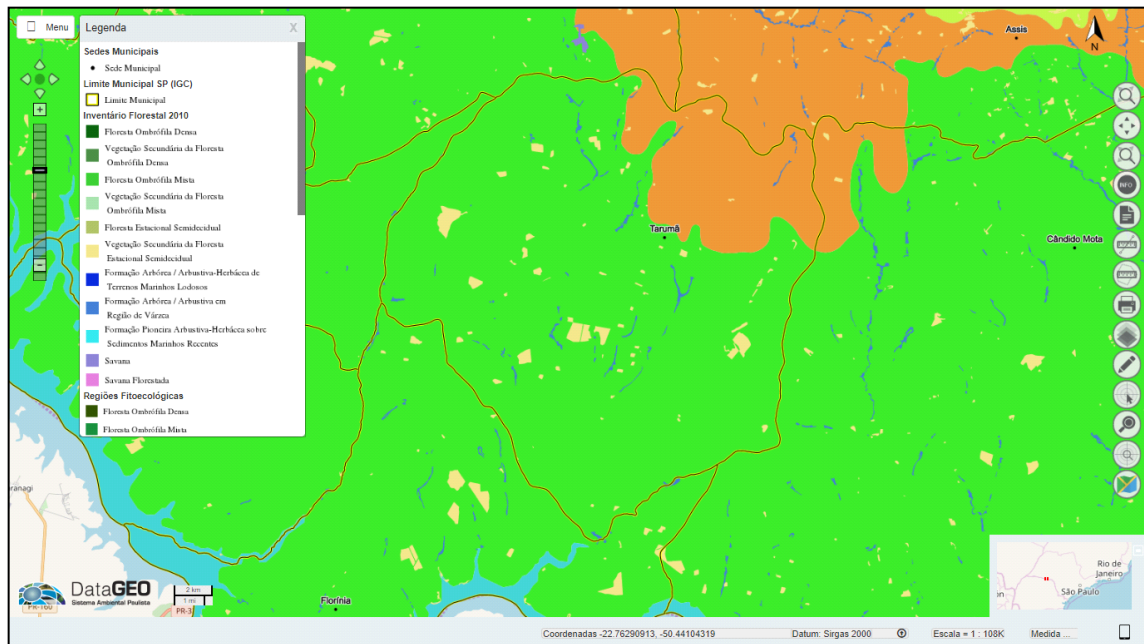 Menu
Legenda
X
Sedes Municipais
Sede Municipal
Limite Municipal SP (IGC)
Limite Municipal
Inventário Florestal 2010
Floresta Ombrófila Densa
Vegetação Secundária da Floresta
Ombrófila Densa
Floresta Ombrófila Mista
Vegetação Secundária da Floresta
Ombrófila Mista
Floresta Estacional Semidecidual
Vegetação Secundária da Floresta
Estacional Semidecidual
Formação Arbórea / Arbustiva-Herbácea de
Terrenos Marinhos Lodosos
Formação Arbórea / Arbustiva em
Região de Várzea
Formação Pioneira Arbustiva-Herbácea sobre
Sedimentos Marinhos Recentes
Savana
Savana Florestada
Regiões Fitoecológicas
Floresta Ombrófila Densa
Floresta Ombrófila Mista
Assis
N
INFO
Tarumã
Cândido Mota
Florínia
aranagi
DataGEO
Sistema Ambiental Paulista
PR-160
2 km
1 mi
PR-3
Rio de
Janeiro
São Paulo
Coordenadas -22.76290913, -50.44104319
Datum: Sirgas 2000
Escala = 1 : 108K
Medida ...